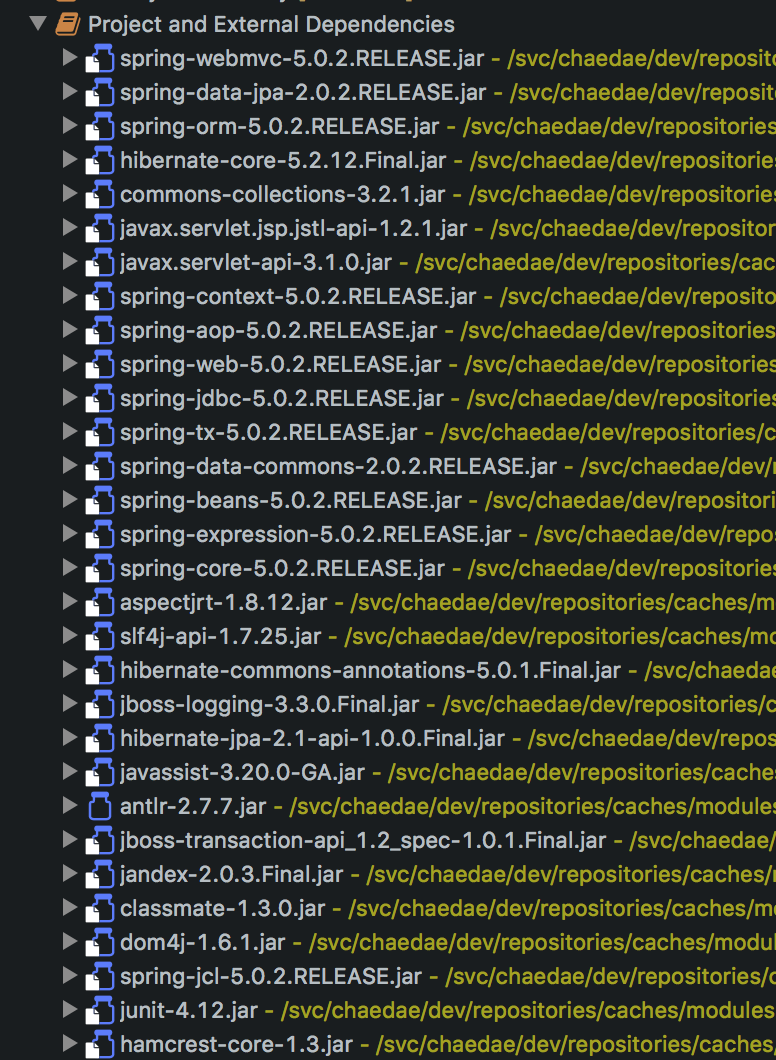 Project and External Dependencies
spring-webmvc-5.0.2.RELEASE.jar - /svc/chaedae/dev/reposito
spring-data-jpa-2.0.2.RELEASE.jar - /svc/chaedae/dev/reposit
spring-orm-5.0.2.RELEASE.jar - /svc/chaedae/dev/repositories
hibernate-core-5.2.12.Final.jar - /svc/chaedae/dev/repositorie
commons-collections-3.2.1.jar - /svc/chaedae/dev/repositorie
javax.servlet.jsp.jstl-api-1.2.1.jar - /svc/chaedae/dev/repositor
javax.servlet-api-3.1.0.jar - /svc/chaedae/dev/repositories/cac
spring-context-5.0.2.RELEASE.jar - /svc/chaedae/dev/reposito
spring-aop-5.0.2.RELEASE.jar - /svc/chaedae/dev/repositories
spring-web-5.0.2.RELEASE.jar - /svc/chaedae/dev/repositories
spring-jdbc-5.0.2.RELEASE.jar - /svc/chaedae/dev/repositories
spring-tx-5.0.2.RELEASE.jar - /svc/chaedae/dev/repositories/c
spring-data-commons-2.0.2.RELEASE.jar - /svc/chaedae/dev/r
spring-beans-5.0.2.RELEASE.jar - /svc/chaedae/dev/repositori
spring-expression-5.0.2.RELEASE.jar - /svc/chaedae/dev/repo
spring-core-5.0.2.RELEASE.jar - /svc/chaedae/dev/repositories
aspectjrt-1.8.12.jar - /svc/chaedae/dev/repositories/caches/m
slf4j-api-1.7.25.jar - /svc/chaedae/dev/repositories/caches/mo
hibernate-commons-annotations-5.0.1.Final.jar - /svc/chaedae
jboss-logging-3.3.0.Final.jar - /svc/chaedae/dev/repositories/c
hibernate-jpa-2.1-api-1.0.0.Final.jar - /svc/chaedae/dev/repos
javassist-3.20.0-GA.jar - /svc/chaedae/dev/repositories/cache
antlr-2.7.7.jar - /svc/chaedae/dev/repositories/caches/modules
jboss-transaction-api_1.2_spec-1.0.1.Final.jar - /svc/chaedae/
jandex-2.0.3.Final.jar - /svc/chaedae/dev/repositories/caches/
classmate-1.3.0.jar - /svc/chaedae/dev/repositories/caches/m
dom4j-1.6.1.jar - /svc/chaedae/dev/repositories/caches/modul
spring-jcl-5.0.2.RELEASE.jar - /svc/chaedae/dev/repositories/c
junit-4.12.jar - /svc/chaedae/dev/repositories/caches/modules
hamcrest-core-1.3.jar - /svc/chaedae/dev/repositories/caches